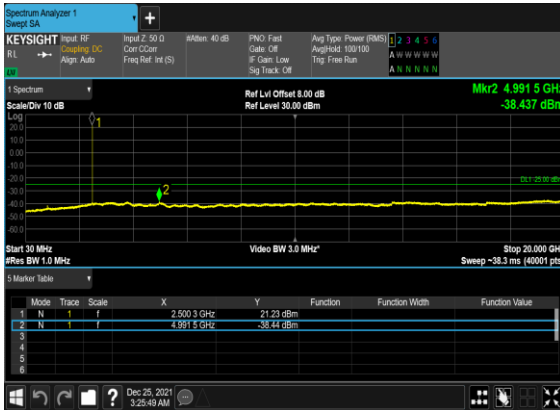 Spectrum Analyzer 1
Swept SA
+
KEYSIGHT Input: RF Input Z: 50 Ω #Atten: 40 dB PNO: Fast Avg Type: Power (RMS) 1 2 3 4 5 6
RL Coupling: DC Corr CCorr Gate: Off Avg|Hold: 100/100 A W W W W W
Align: Auto Freq Ref: Int (S) IF Gain: Low Trig: Free Run
Sig Track: Off A N N N N N
1 Spectrum Ref Lvl Offset 8.00 dB Mkr2 4.991 5 GHz
Scale/Div 10 dB Ref Level 30.00 dBm -38.437 dBm
Log
20.0 1
10.0
0.00
-10.0
-20.0 DL1 -25.00 dBm
-30.0
-40.0 2
-50.0
-60.0
Start 30 MHz Video BW 3.0 MHz* Stop 20.000 GHz
#Res BW 1.0 MHz Sweep ~38.3 ms (40001 pts)
5 Marker Table
Mode Trace Scale X Y Function Function Width Function Value
1 N 1 f 2.500 3 GHz 21.23 dBm
2 N 1 f 4.991 5 GHz -38.44 dBm
3
4
5
6
? Dec 25, 2021
3:25:49 AM